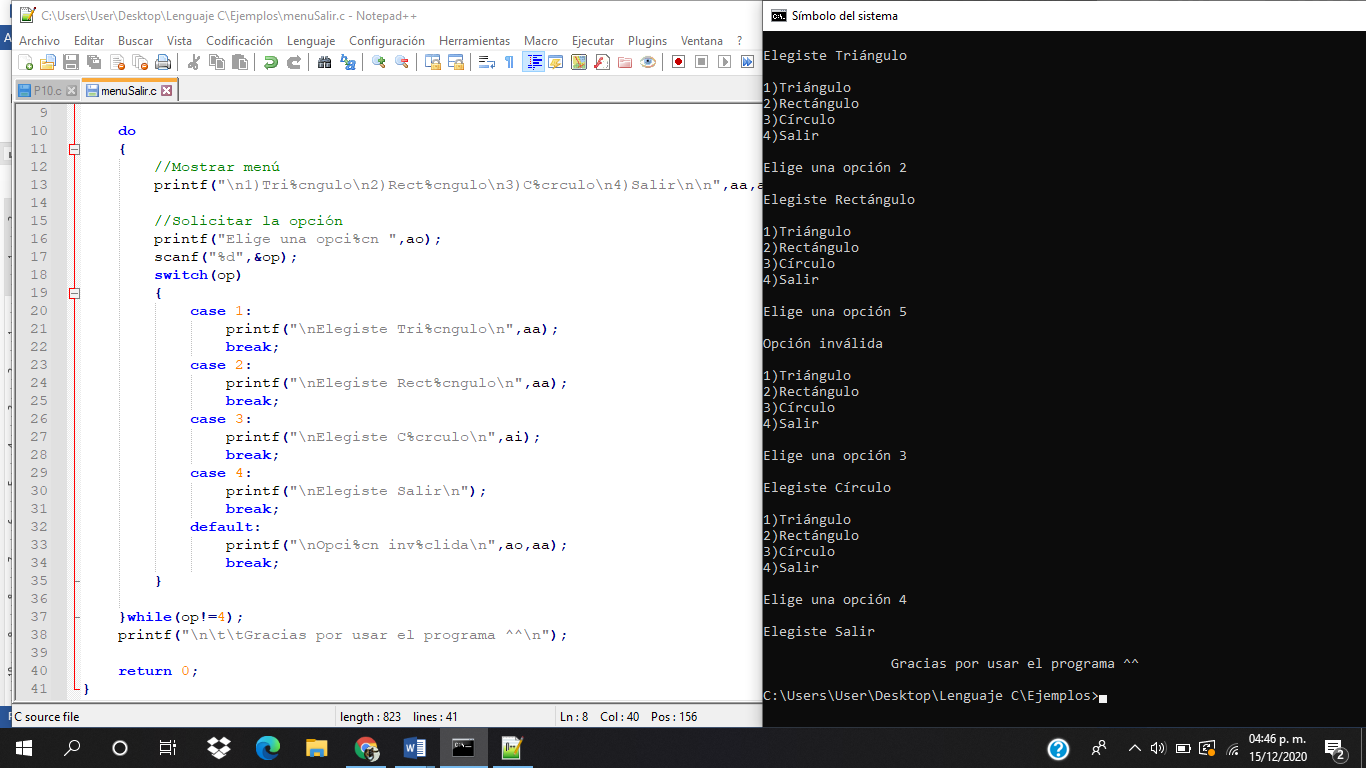 C:\Users\User\Desktop\Lenguaje C\Ejemplos\menuSalir.c - Notepad++
Archivo Editar Buscar Vista Codificación Lenguaje Configuración Herramientas Macro Ejecutar Plugins Ventana ?
P10.c menuSalir.c
9
10 do
11 {
12 //Mostrar menú
13 printf("\n1)Tri%cngulo\n2)Rect%cngulo\n3)C%crculo\n4)Salir\n\n",aa,a
14
15 //Solicitar la opción
16 printf("Elige una opci%cn ",ao);
17 scanf("%d",&op);
18 switch(op)
19 {
20 case 1:
21 printf("\nElegiste Tri%cngulo\n",aa);
22 break;
23 case 2:
24 printf("\nElegiste Rect%cngulo\n",aa);
25 break;
26 case 3:
27 printf("\nElegiste C%crculo\n",ai);
28 break;
29 case 4:
30 printf("\nElegiste Salir\n");
31 break;
32 default:
33 printf("\nOpci%cn inv%clida\n",ao,aa);
34 break;
35 }
36
37 }while(op!=4);
38 printf("\n\t\tGracias por usar el programa ^^\n");
39
40 return 0;
41 }
C source file length : 823 lines : 41 Ln : 8 Col : 40 Pos : 156
Símbolo del sistema
Elegiste Triángulo
1)Triángulo
2)Rectángulo
3)Círculo
4)Salir
Elige una opción 2
Elegiste Rectángulo
1)Triángulo
2)Rectángulo
3)Círculo
4)Salir
Elige una opción 5
Opción inválida
1)Triángulo
2)Rectángulo
3)Círculo
4)Salir
Elige una opción 3
Elegiste Círculo
1)Triángulo
2)Rectángulo
3)Círculo
4)Salir
Elige una opción 4
Elegiste Salir
Gracias por usar el programa ^^
C:\Users\User\Desktop\Lenguaje C\Ejemplos>
04:46 p. m.
15/12/2020
2